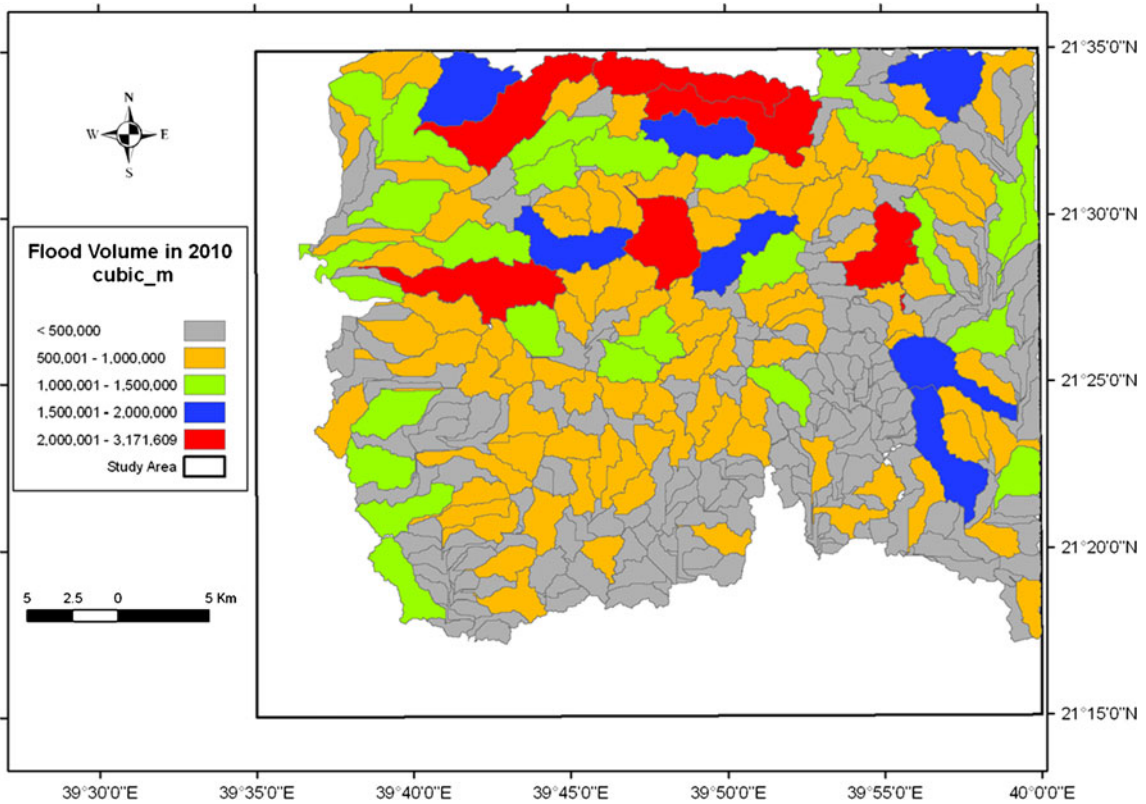 N
W E
S
Flood Volume in 2010
cubic_m
< 500,000
500,001 - 1,000,000
1,000,001 - 1,500,000
1,500,001 - 2,000,000
2,000,001 - 3,171,609
Study Area
5 2.5 0 5 Km
21°35'0"N
21°30'0"N
21°25'0"N
21°20'0"N
21°15'0"N
39°30'0"E 39°35'0"E 39°40'0"E 39°45'0"E 39°50'0"E 39°55'0"E 40°0'0"E